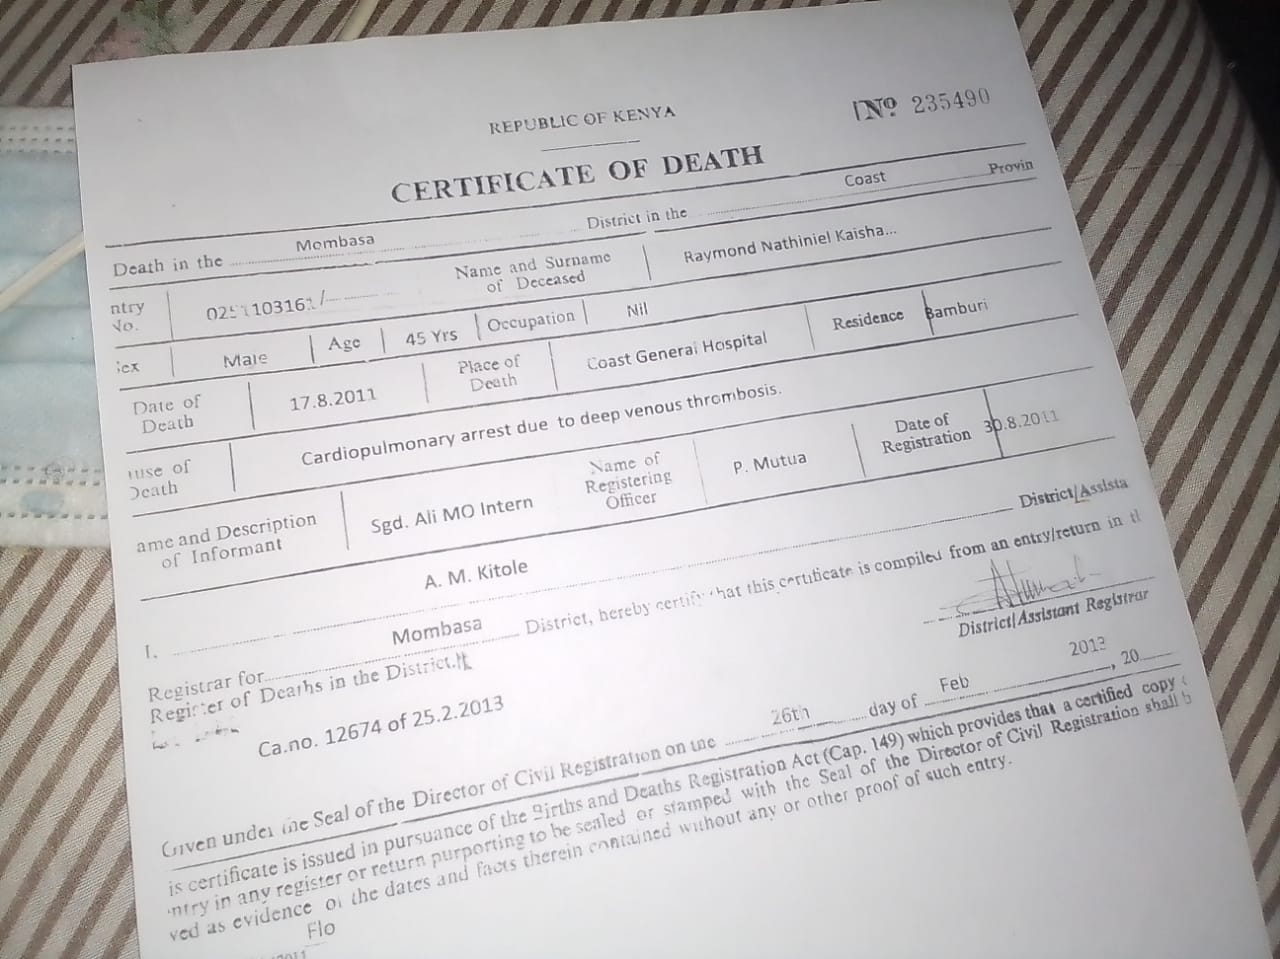 REPUBLIC OF KENYA
No 235490
CERTIFICATE OF DEATH
Death in the Mombasa District in the Coast Provin
ntry No. Name and Surname of Deceased Raymond Nathiniel Kaisha...
Sex Male Age 45 Yrs Occupation Nil
Date of Death 17.8.2011 Place of Death Coast General Hospital Residence Bamburi
use of Death Cardiopulmonary arrest due to deep venous thrombosis.
ame and Description of Informant Sgd. Ali MO Intern Name of Registering Officer P. Mutua Date of Registration 30.8.2011
I. A. M. Kitole District/Assista
Registrar for Mombasa District, hereby certify that this certificate is compiled from an entry/return in th
Register of Deaths in the District.
District/Assistant Registrar
Ca.no. 12674 of 25.2.2013
Given under the Seal of the Director of Civil Registration on the 26th day of Feb 2013, 20
is certificate is issued in pursuance of the Births and Deaths Registration Act (Cap. 149) which provides that a certified copy
ntry in any register or return purporting to be sealed or stamped with the Seal of the Director of Civil Registration shall b
ved as evidence of the dates and facts therein contained without any or other proof of such entry.
Flo